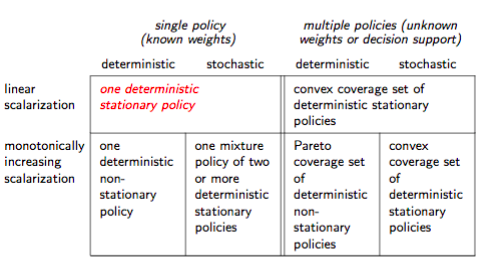 single policy
(known weights)
multiple policies (unknown
weights or decision support)
deterministic
stochastic
deterministic
stochastic
linear
scalarization
one deterministic
stationary policy
convex coverage set of
deterministic stationary
policies
monotonically
increasing
scalarization
one
deterministic
non-
stationary
policy
one mixture
policy of two
or more
deterministic
stationary
policies
Pareto
coverage set
of
deterministic
non-
stationary
policies
convex
coverage set
of
deterministic
stationary
policies